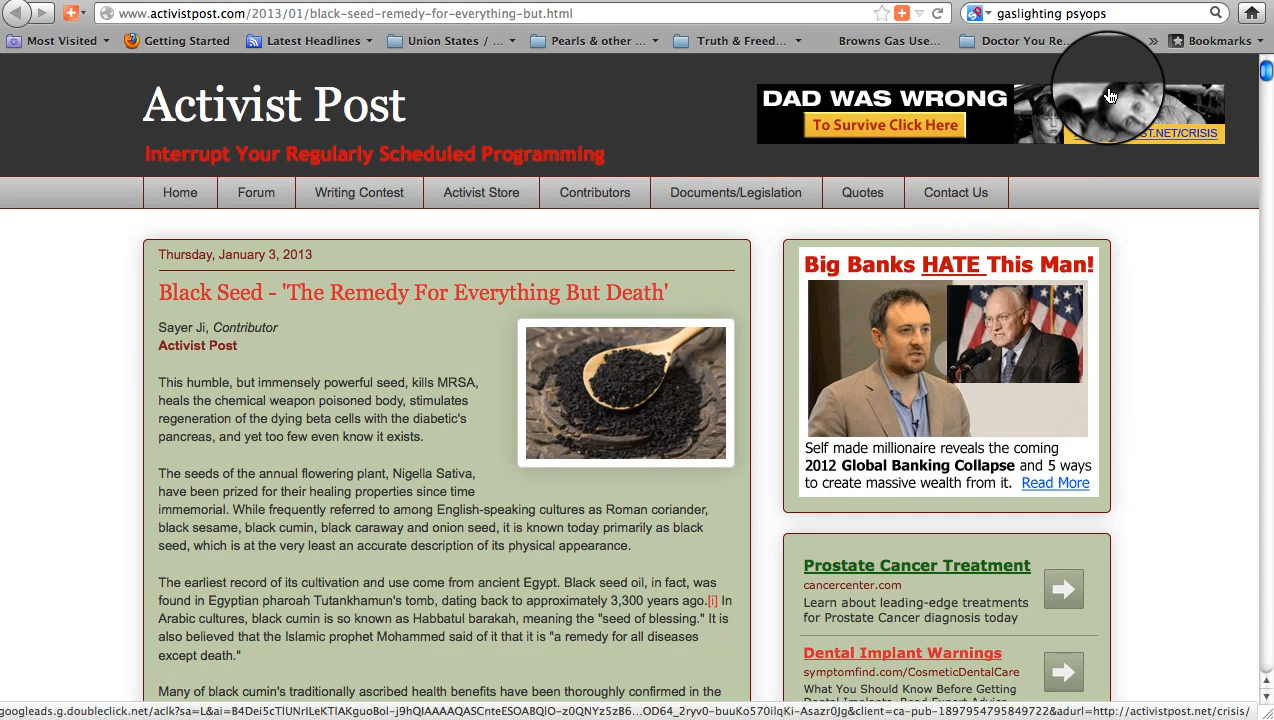 www.activistpost.com/2013/01/black-seed-remedy-for-everything-but.html
gaslighting psyops
Most Visited
Getting Started
Latest Headlines
Union States / ...
Pearls & other ...
Truth & Freed...
Browns Gas Use...
Doctor You Re...
Bookmarks
Activist Post
Interrupt Your Regularly Scheduled Programming
DAD WAS WRONG
To Survive Click Here
ST.NET/CRISIS
Home
Forum
Writing Contest
Activist Store
Contributors
Documents/Legislation
Quotes
Contact Us
Thursday, January 3, 2013
Black Seed - 'The Remedy For Everything But Death'
Sayer Ji, Contributor
Activist Post
This humble, but immensely powerful seed, kills MRSA,
heals the chemical weapon poisoned body, stimulates
regeneration of the dying beta cells with the diabetic's
pancreas, and yet too few even know it exists.
The seeds of the annual flowering plant, Nigella Sativa,
have been prized for their healing properties since time
immemorial. While frequently referred to among English-speaking cultures as Roman coriander,
black sesame, black cumin, black caraway and onion seed, it is known today primarily as black
seed, which is at the very least an accurate description of its physical appearance.
The earliest record of its cultivation and use come from ancient Egypt. Black seed oil, in fact, was
found in Egyptian pharoah Tutankhamun's tomb, dating back to approximately 3,300 years ago.[i] In
Arabic cultures, black cumin is so known as Habbatul barakah, meaning the "seed of blessing." It is
also believed that the Islamic prophet Mohammed said of it that it is "a remedy for all diseases
except death."
Many of black cumin's traditionally ascribed health benefits have been thoroughly confirmed in the
Big Banks HATE This Man!
Self made millionaire reveals the coming
2012 Global Banking Collapse and 5 ways
to create massive wealth from it. Read More
Prostate Cancer Treatment
cancercenter.com
Learn about leading-edge treatments
for Prostate Cancer diagnosis today
Dental Implant Warnings
symptomfind.com/CosmeticDentalCare
What You Should Know Before Getting